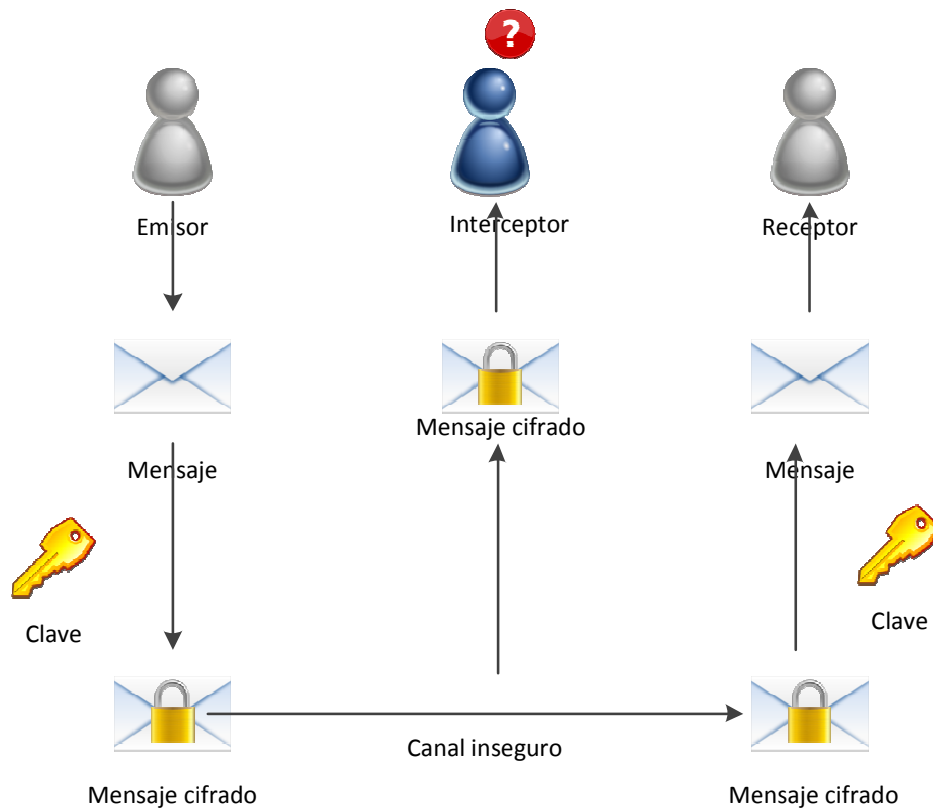 ?
Emisor
Interceptor
Receptor
Mensaje
Mensaje cifrado
Mensaje
Clave
Clave
Canal inseguro
Mensaje cifrado
Mensaje cifrado